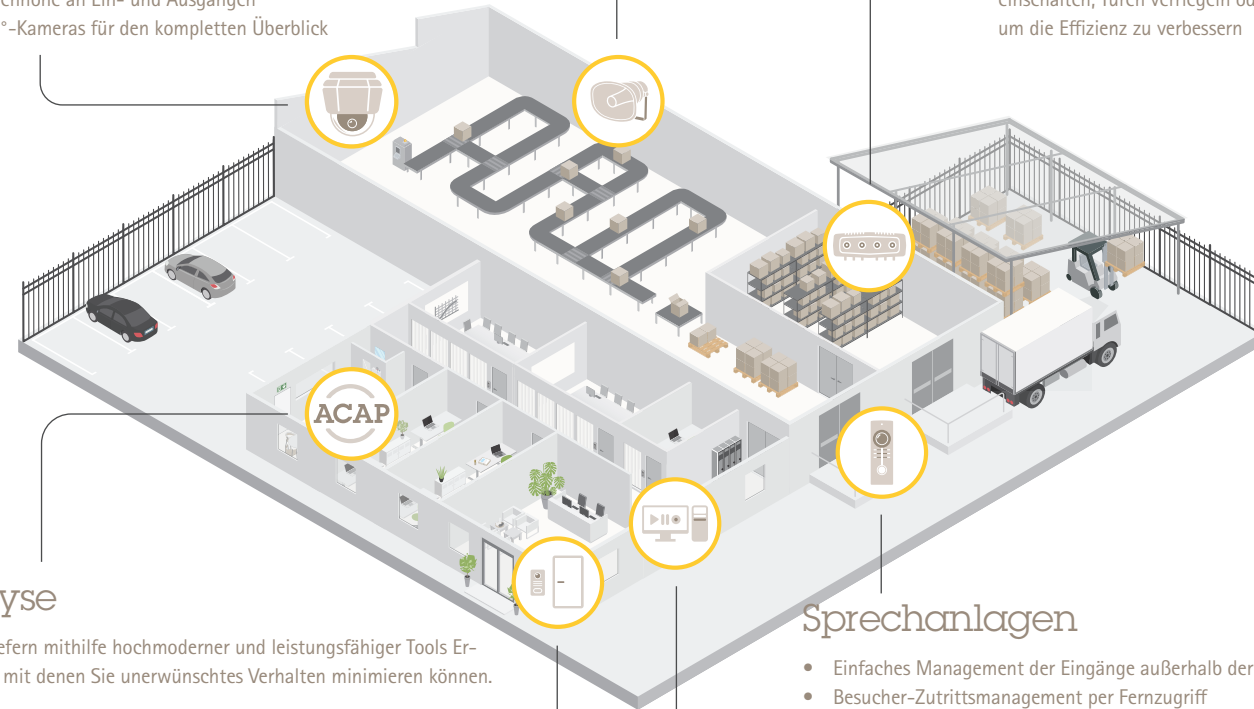 an Ein- und Ausgängen
°-Kameras für den kompletten Überblick
einschalten, Türen verriegeln
um die Effizienz zu verbessern
ACAP
yse
efern mithilfe hochmoderner und leistungsfähiger Tools Er-
mit denen Sie unerwünschtes Verhalten minimieren können.
Sprechanlagen
• Einfaches Management der Eingänge außerhalb der
• Besucher-Zutrittsmanagement per Fernzugriff